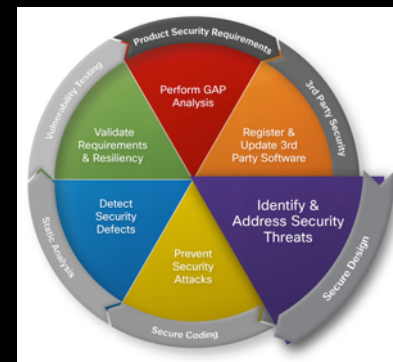 Product Security Requirements
Perform GAP
Analysis
3rd Party Security
Register &
Update 3rd
Party Software
Secure Design
Identify &
Address Security
Threats
Secure Coding
Prevent
Security
Attacks
Static Analysis
Detect
Security
Defects
Vulnerability Testing
Validate
Requirements
& Resiliency